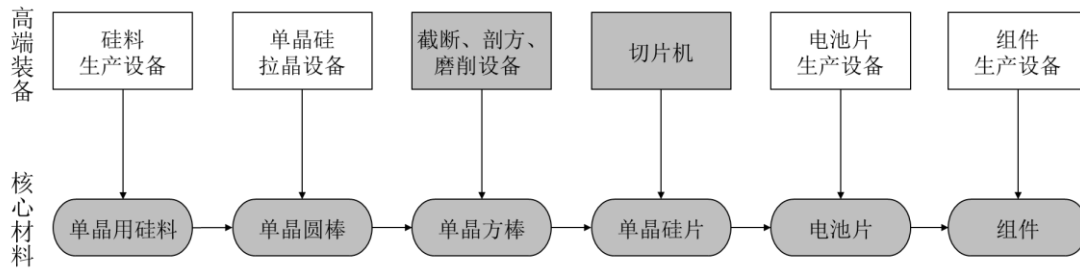 高端装备
硅料
生产设备
单晶硅
拉晶设备
截断、剖方、
磨削设备
切片机
电池片
生产设备
组件
生产设备
核心材料
单晶用硅料
单晶圆棒
单晶方棒
单晶硅片
电池片
组件